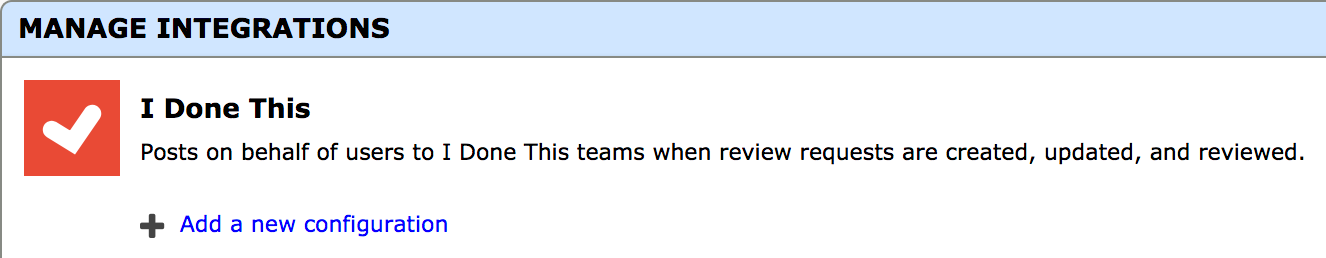 MANAGE INTEGRATIONS
I Done This
Posts on behalf of users to I Done This teams when review requests are created, updated, and reviewed.
Add a new configuration